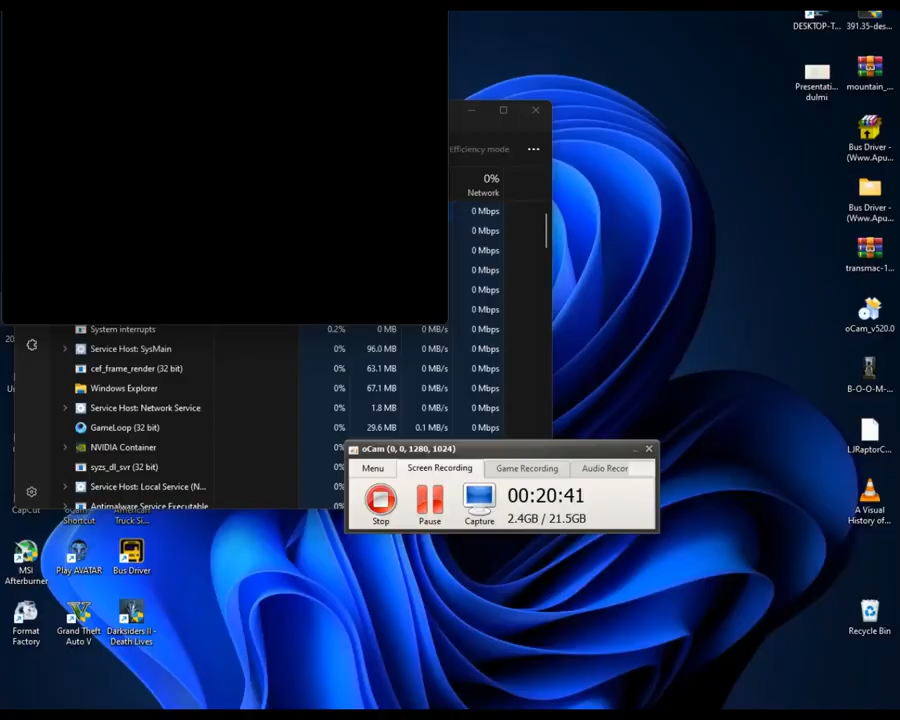 DESKTOP-T...
391.35-des...
Presentati...
dulmi
mountain_...
Bus Driver -
(Www.Apu...
Bus Driver -
(Www.Apu...
transmac-1...
oCam_v520.0
B-O-O-M-...
LJRaptorC...
A Visual
History of...
Recycle Bin
Efficiency mode
...
0%
Network
0 Mbps
0 Mbps
0 Mbps
0 Mbps
0 Mbps
0 Mbps
System interrupts 0.2% 0 MB 0 MB/s 0 Mbps
Service Host: SysMain 0% 96.0 MB 0 MB/s 0 Mbps
cef_frame_render (32 bit) 0% 63.1 MB 0 MB/s 0 Mbps
Windows Explorer 0% 67.1 MB 0 MB/s 0 Mbps
Service Host: Network Service 0% 1.8 MB 0 MB/s 0 Mbps
GameLoop (32 bit) 0% 29.6 MB 0.1 MB/s 0 Mbps
NVIDIA Container 0%
syzs_dl_svr (32 bit) 0%
Service Host: Local Service (N... 0%
Antimalware Service Executable 0%
oCam (0, 0, 1280, 1024)
Menu Screen Recording Game Recording Audio Recor
00:20:41
2.4GB / 21.5GB
Stop Pause Capture
CapCut
Shortcut
Truck Si...
MSI
Afterburner
Play AVATAR
Bus Driver
Format
Factory
Grand Theft
Auto V
Darksiders II -
Death Lives